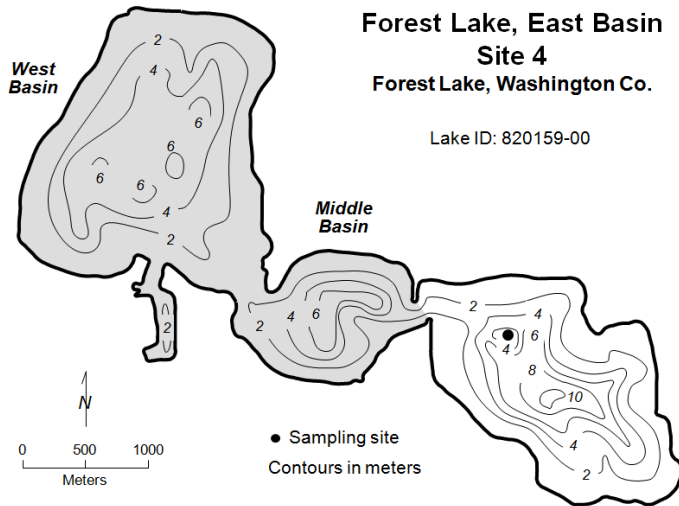 Forest Lake, East Basin
Site 4
Forest Lake, Washington Co.
Lake ID: 820159-00
West
Basin
2
4
6
6
6
6
4
2
2
Middle
Basin
2
4
6
2
4
6
4
8
10
4
2
N
0 500 1000
Meters
Sampling site
Contours in meters